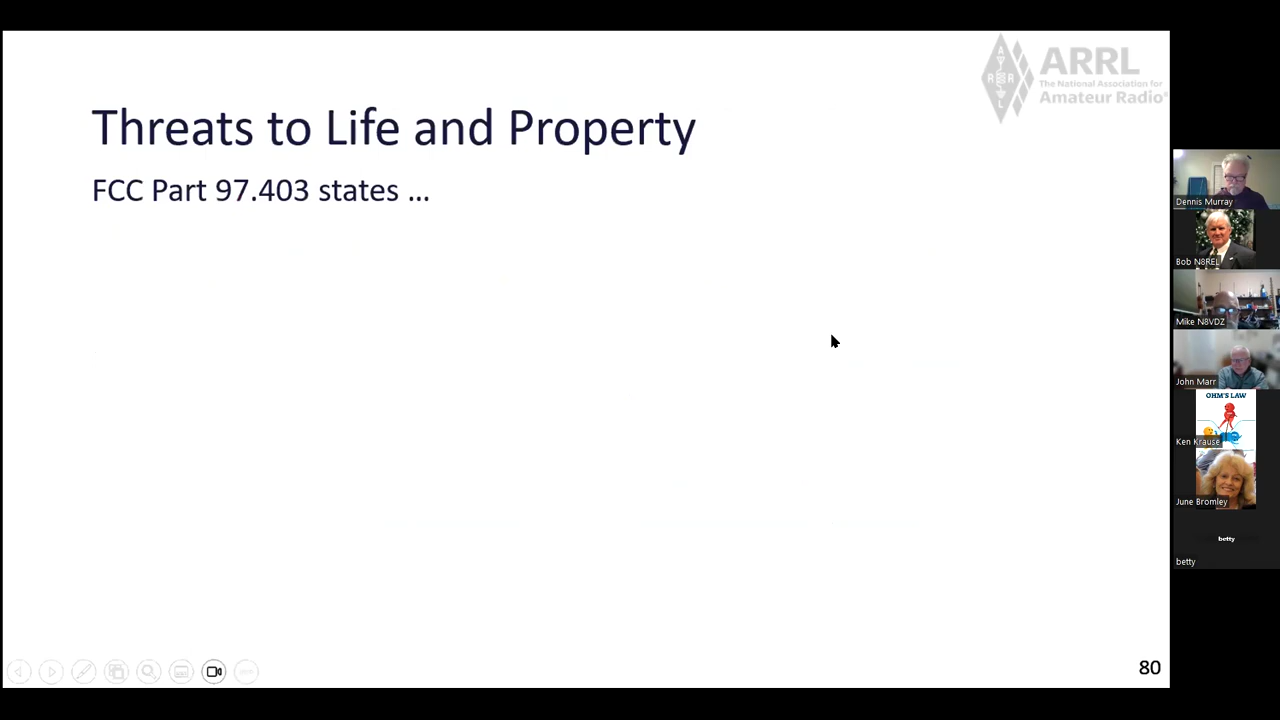 ARRL
The National Association for
Amateur Radio®
Threats to Life and Property
FCC Part 97.403 states ...
Dennis Murray
Bob N8REL
Mike N8VDZ
John Marr
OHM'S LAW
Ken Krause
June Bromley
betty
betty
80